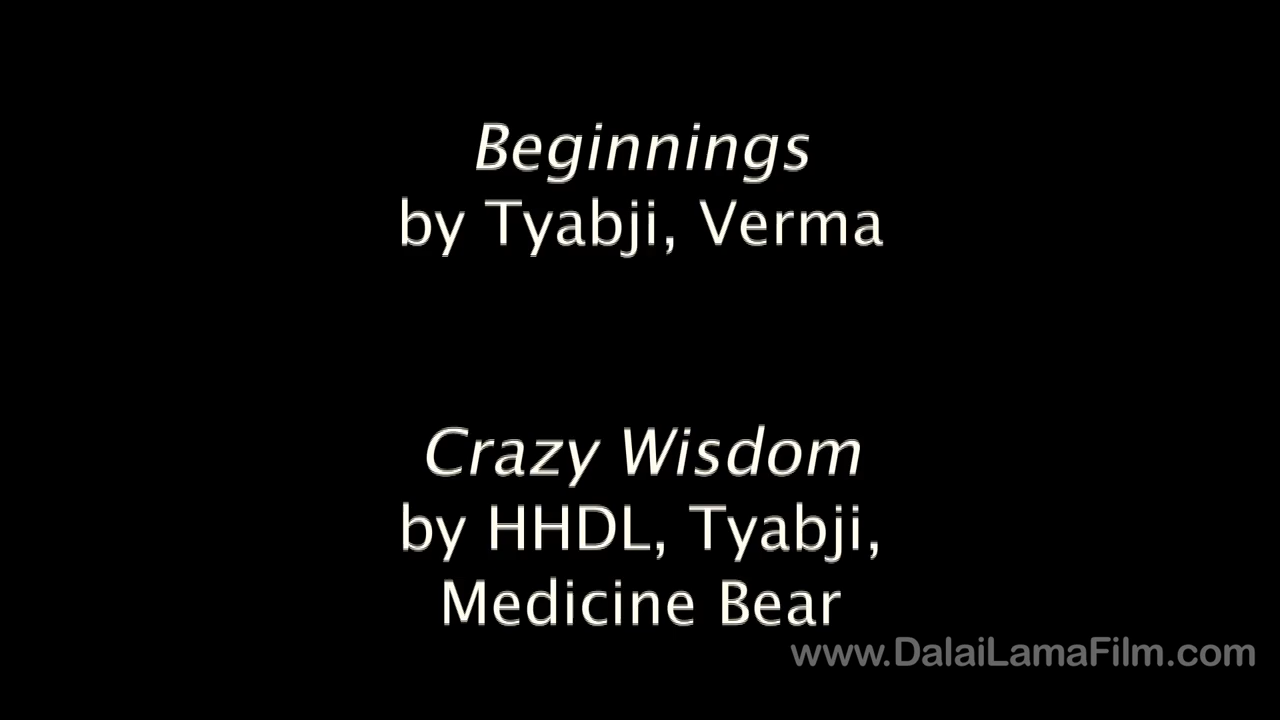 Beginnings
by Tyabji, Verma
Crazy Wisdom
by HHDL, Tyabji,
Medicine Bear
www.DalaiLamaFilm.com